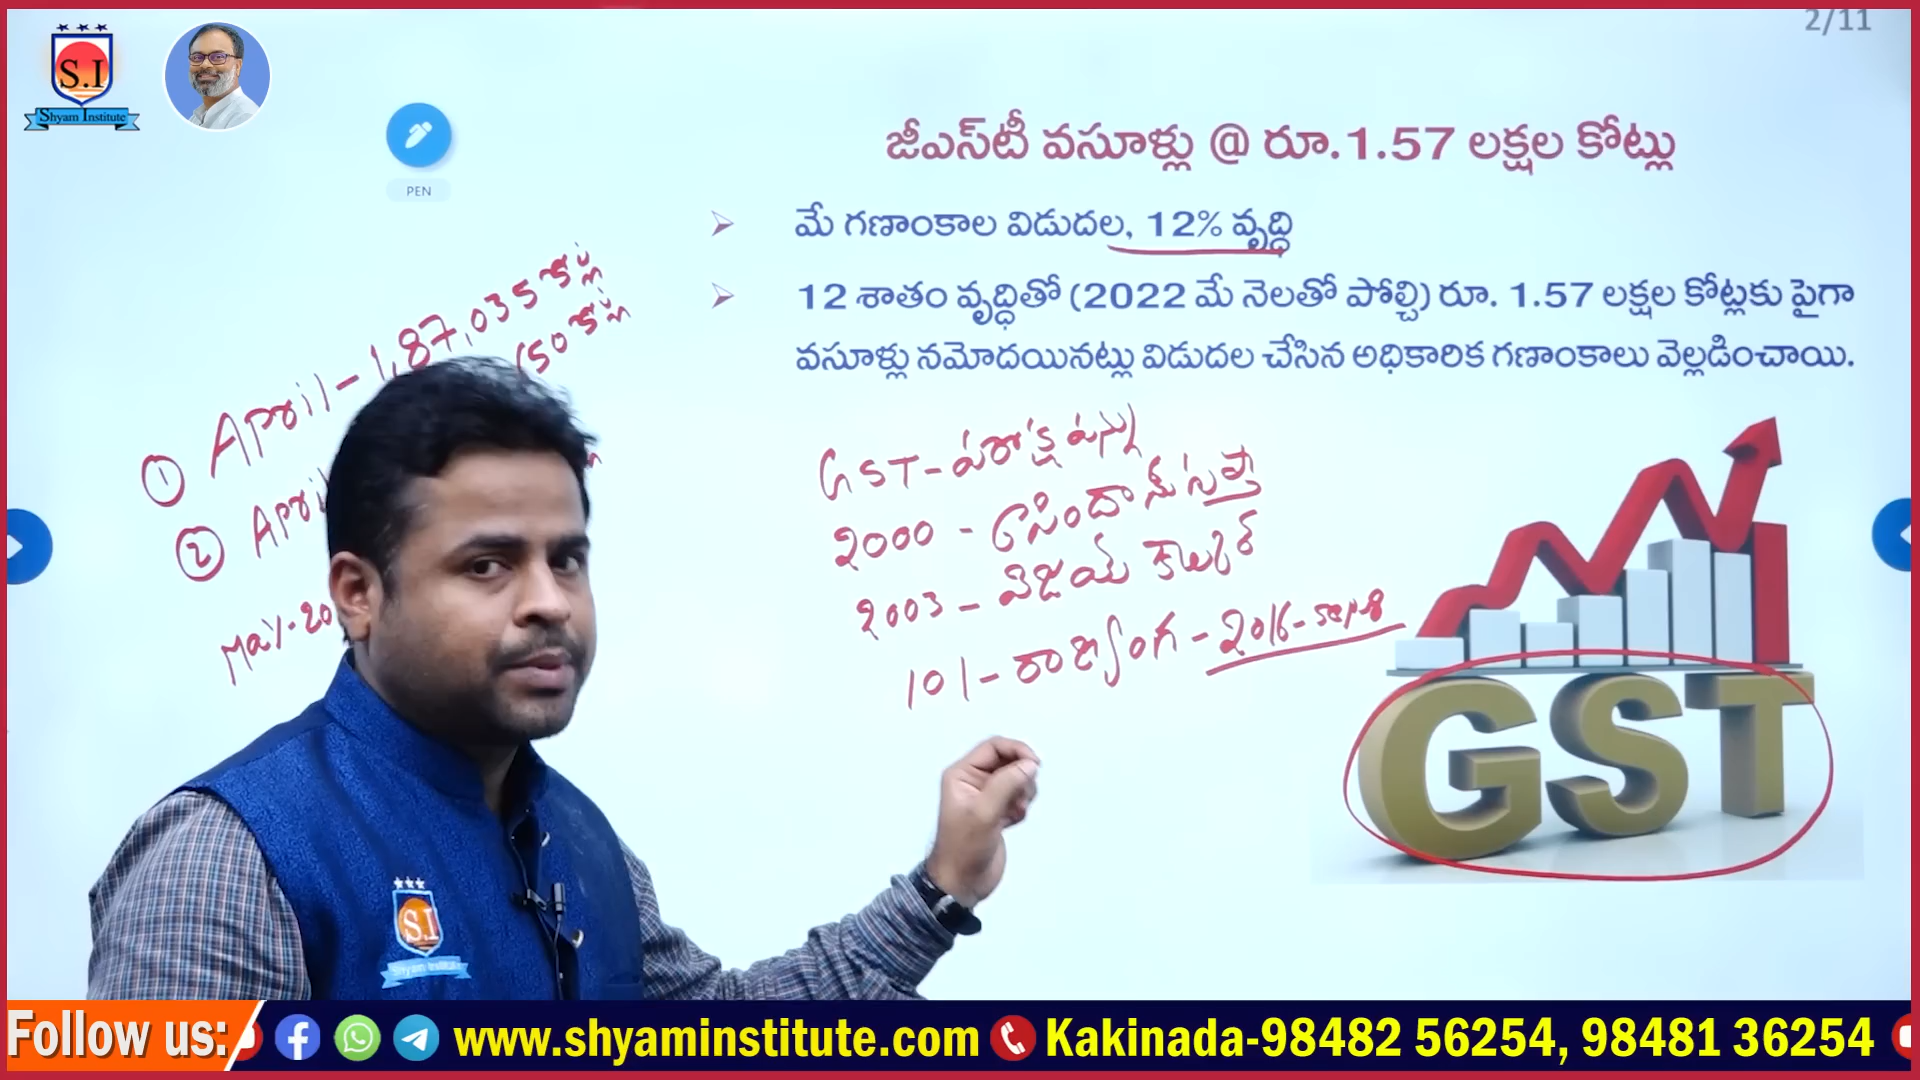 2/11
S.I
Shyam Institute
PEN
జీఎస్‌టీ వసూళ్లు @ రూ.1.57 లక్షల కోట్లు
మే గణాంకాల విడుదల, 12% వృద్ధి
12 శాతం వృద్ధితో (2022 మే నెలతో పోల్చి) రూ. 1.57 లక్షల కోట్లకు పైగా
వసూళ్లు నమోదయినట్లు విడుదల చేసిన అధికారిక గణాంకాలు వెల్లడించాయి.
① April - 1,87,035 కోట్లు
150 కోట్లు
② April
May-20
GST - పరోక్ష పన్ను
2000 - అసిందాస్ గుప్తా
2003 - విజయ్ కేల్కర్
101 - రాజ్యాంగ - 2016
GST
S.I
Shyam Institute
Follow us:
www.shyaminstitute.com
Kakinada-98482 56254, 98481 36254